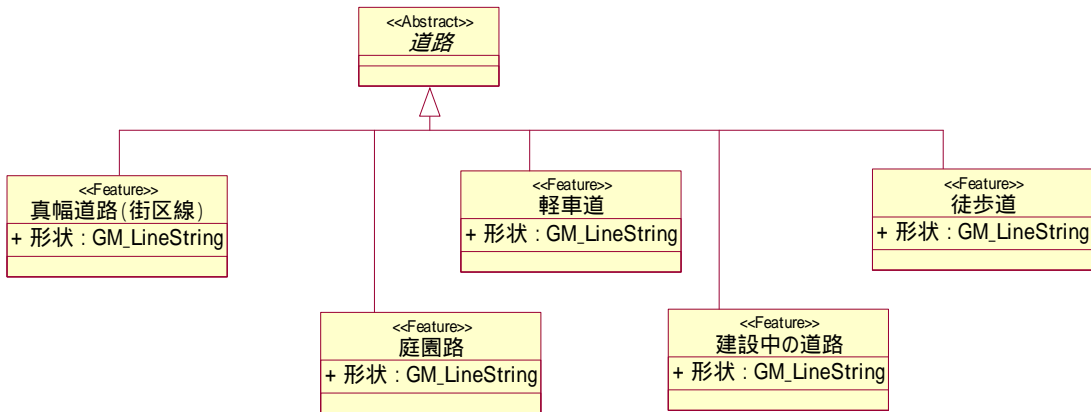 <<Abstract>>
道路
<<Feature>>
真幅道路(街区線)
+ 形状 : GM_LineString
<<Feature>>
軽車道
+ 形状 : GM_LineString
<<Feature>>
徒歩道
+ 形状 : GM_LineString
<<Feature>>
庭園路
+ 形状 : GM_LineString
<<Feature>>
建設中の道路
+ 形状 : GM_LineString